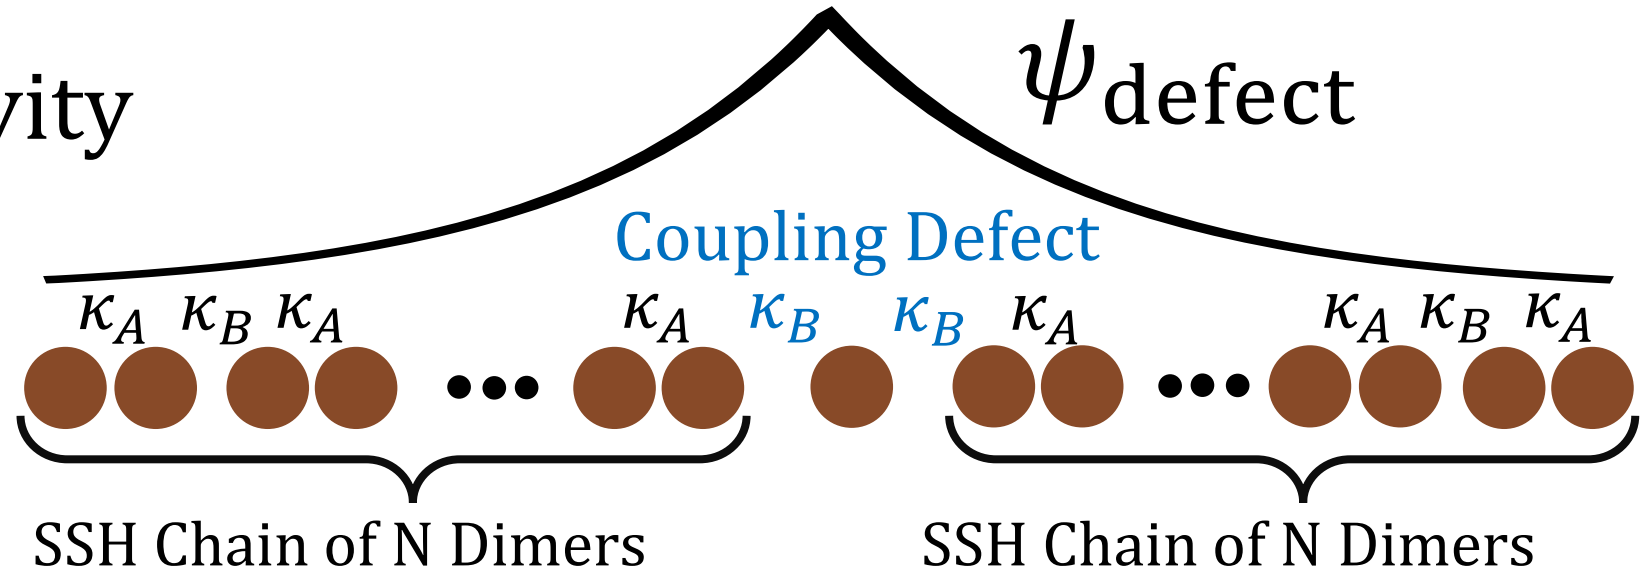 vity
ψdefect
Coupling Defect
κA κB κA κA κB κB κA κA κB κA
SSH Chain of N Dimers SSH Chain of N Dimers